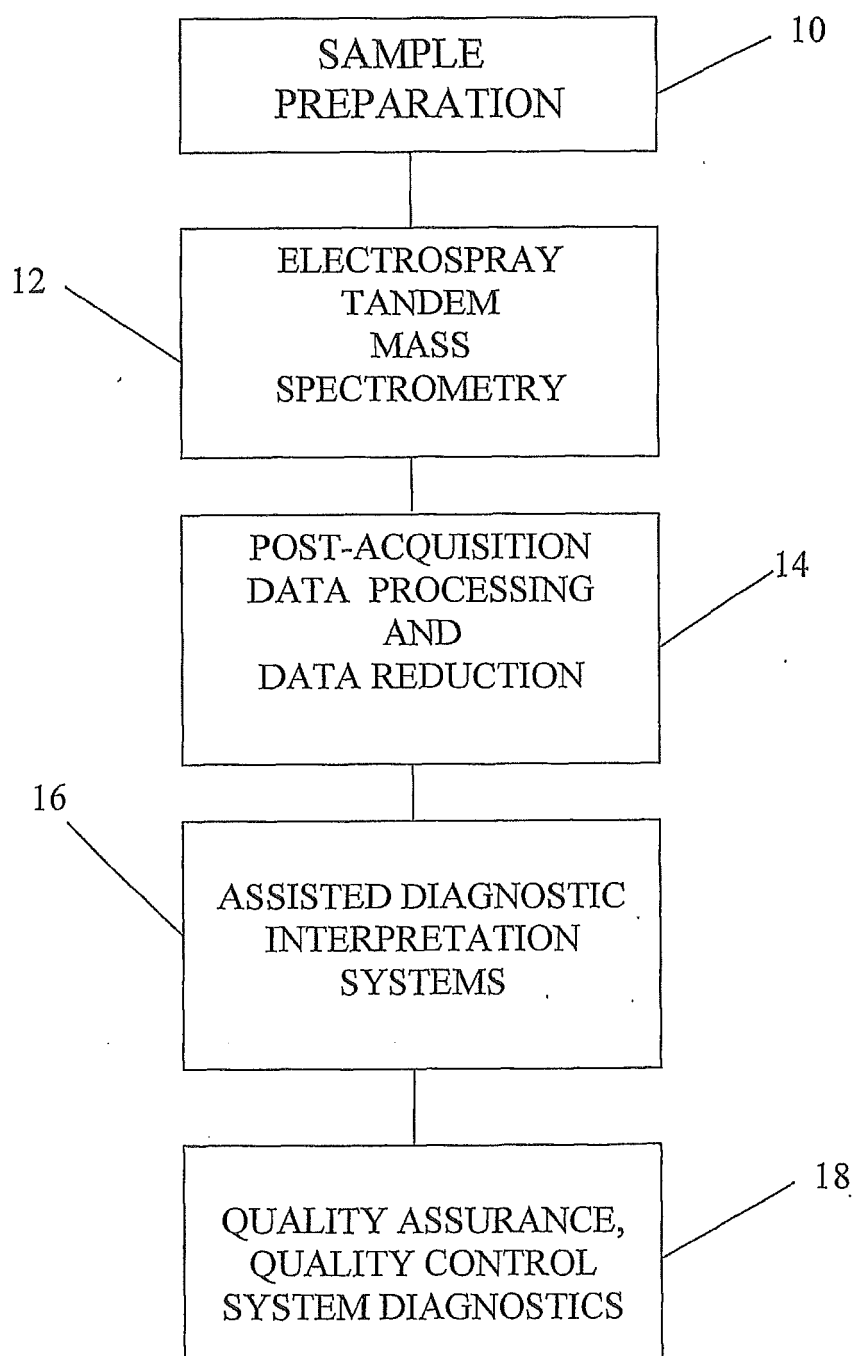 10
SAMPLE
PREPARATION
12
ELECTROSPRAY
TANDEM
MASS
SPECTROMETRY
14
POST-ACQUISITION
DATA PROCESSING
AND
DATA REDUCTION
16
ASSISTED DIAGNOSTIC
INTERPRETATION
SYSTEMS
18
QUALITY ASSURANCE,
QUALITY CONTROL
SYSTEM DIAGNOSTICS